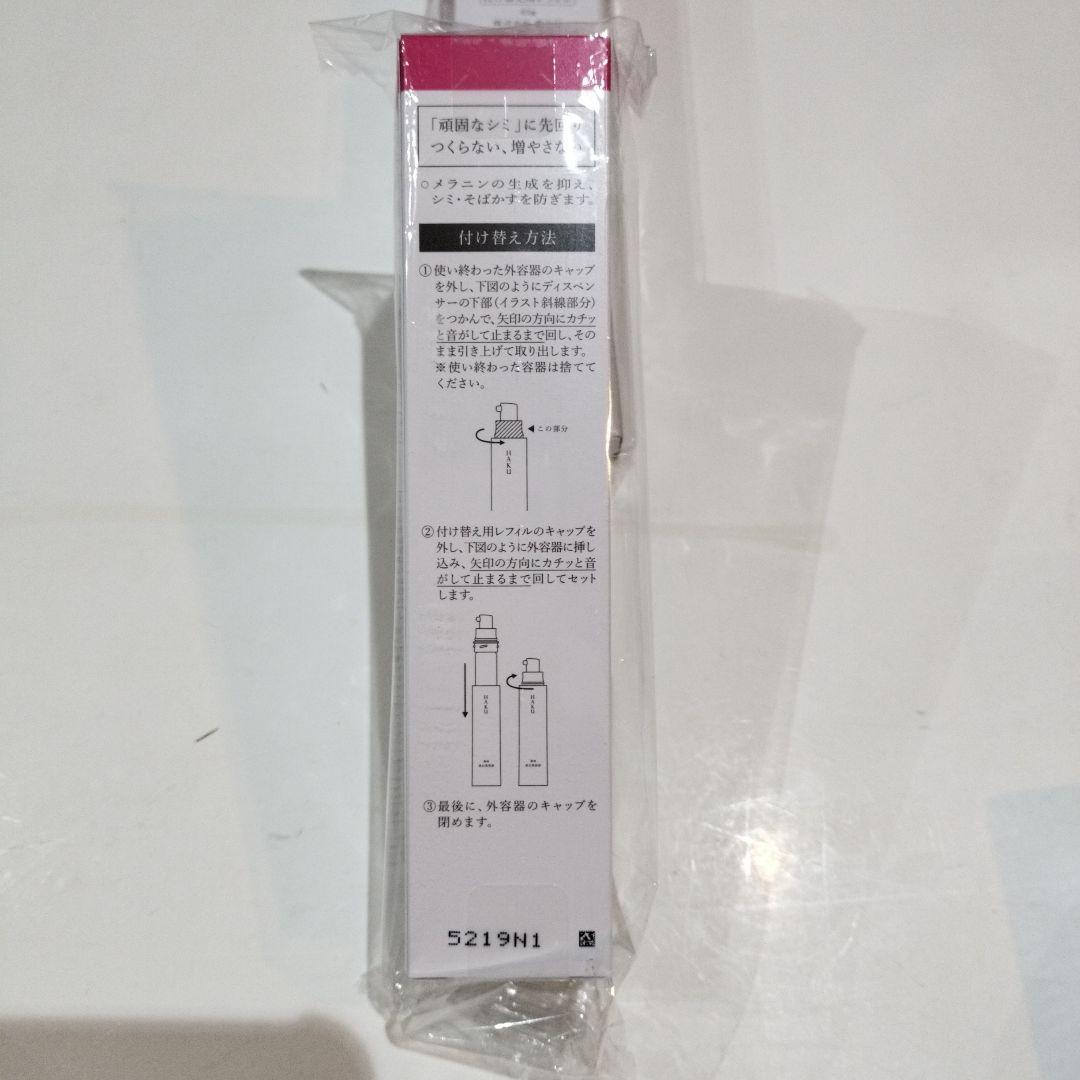 「頑固なシミ」に先回り
つくらない、増やさない
○メラニンの生成を抑え、
シミ・そばかすを防ぎます。
付け替え方法
①使い終わった外容器のキャップ
を外し、下図のようにディスペン
サーの下部(イラスト斜線部分)
をつかんで、矢印の方向にカチッ
と音がして止まるまで回し、その
まま引き上げて取り出します。
※使い終わった容器は捨てて
ください。
◀この部分
HAKU
②付け替え用レフィルのキャップを
外し、下図のように外容器に挿し
込み、矢印の方向にカチッと音
がして止まるまで回してセット
します。
HAKU
HAKU
③最後に、外容器のキャップを
閉めます。
5219N1